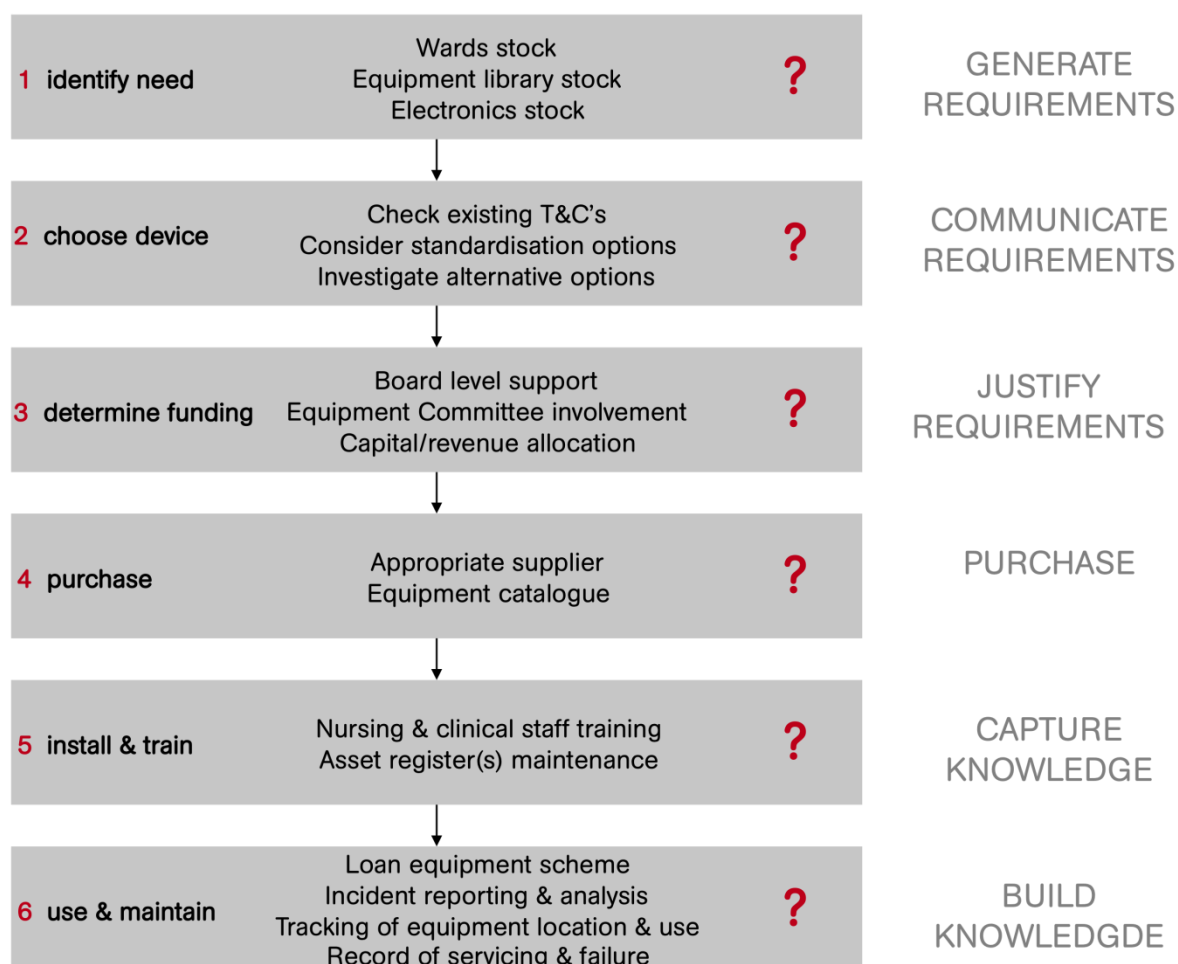 1 identify need
Wards stock
Equipment library stock
Electronics stock
?
GENERATE
REQUIREMENTS
2 choose device
Check existing T&C's
Consider standardisation options
Investigate alternative options
?
COMMUNICATE
REQUIREMENTS
3 determine funding
Board level support
Equipment Committee involvement
Capital/revenue allocation
?
JUSTIFY
REQUIREMENTS
4 purchase
Appropriate supplier
Equipment catalogue
?
PURCHASE
5 install & train
Nursing & clinical staff training
Asset register(s) maintenance
?
CAPTURE
KNOWLEDGE
6 use & maintain
Loan equipment scheme
Incident reporting & analysis
Tracking of equipment location & use
Record of servicing & failure
?
BUILD
KNOWLEDGDE